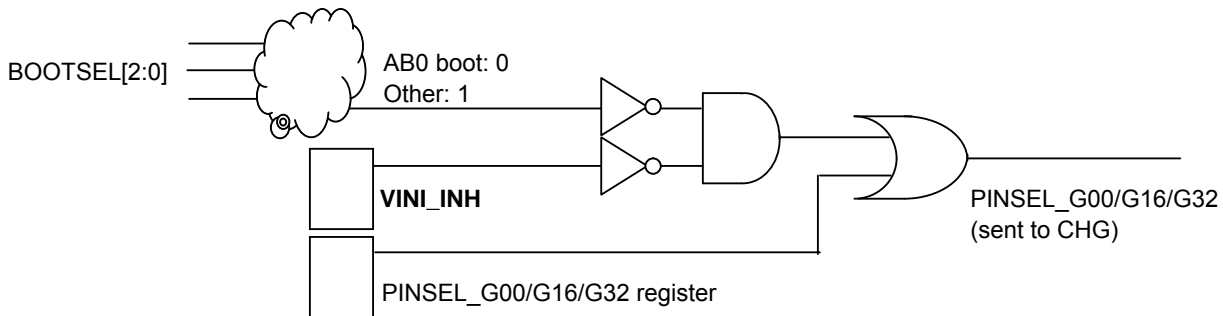 BOOTSEL[2:0]
AB0 boot: 0
Other: 1
VINI_INH
PINSEL_G00/G16/G32
(sent to CHG)
PINSEL_G00/G16/G32 register